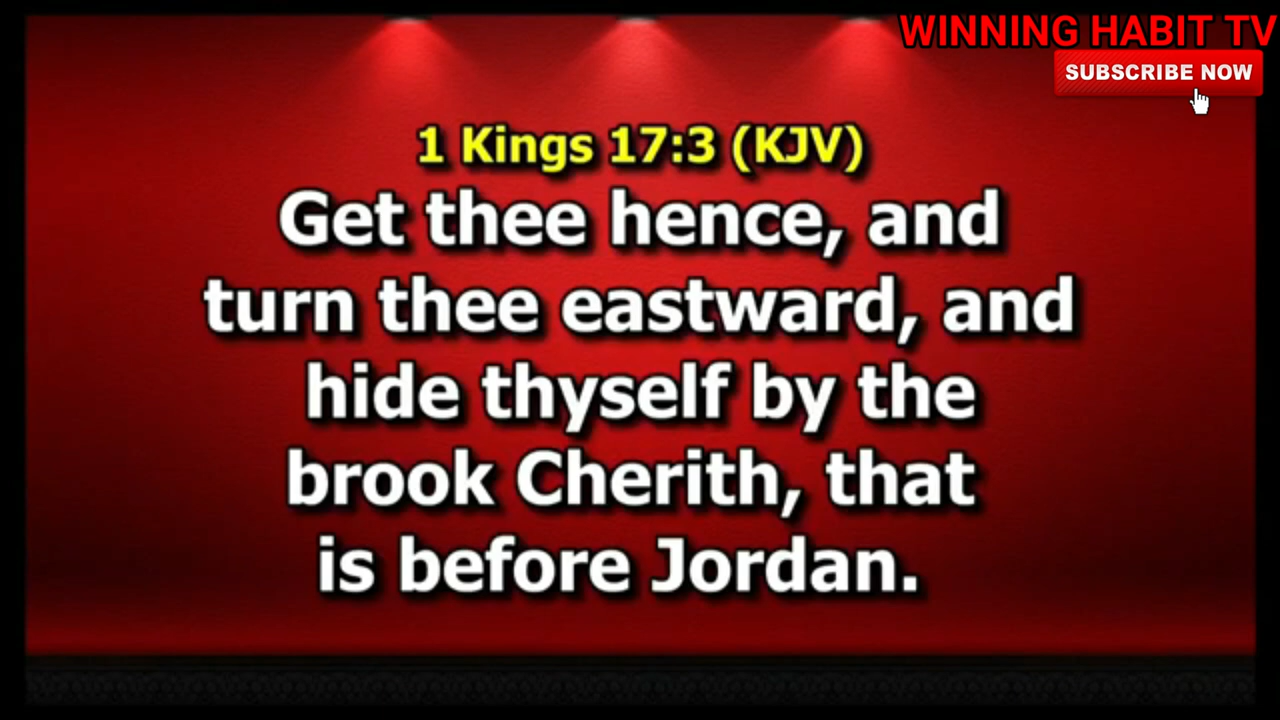 WINNING HABIT TV
SUBSCRIBE NOW
1 Kings 17:3 (KJV)
Get thee hence, and
turn thee eastward, and
hide thyself by the
brook Cherith, that
is before Jordan.